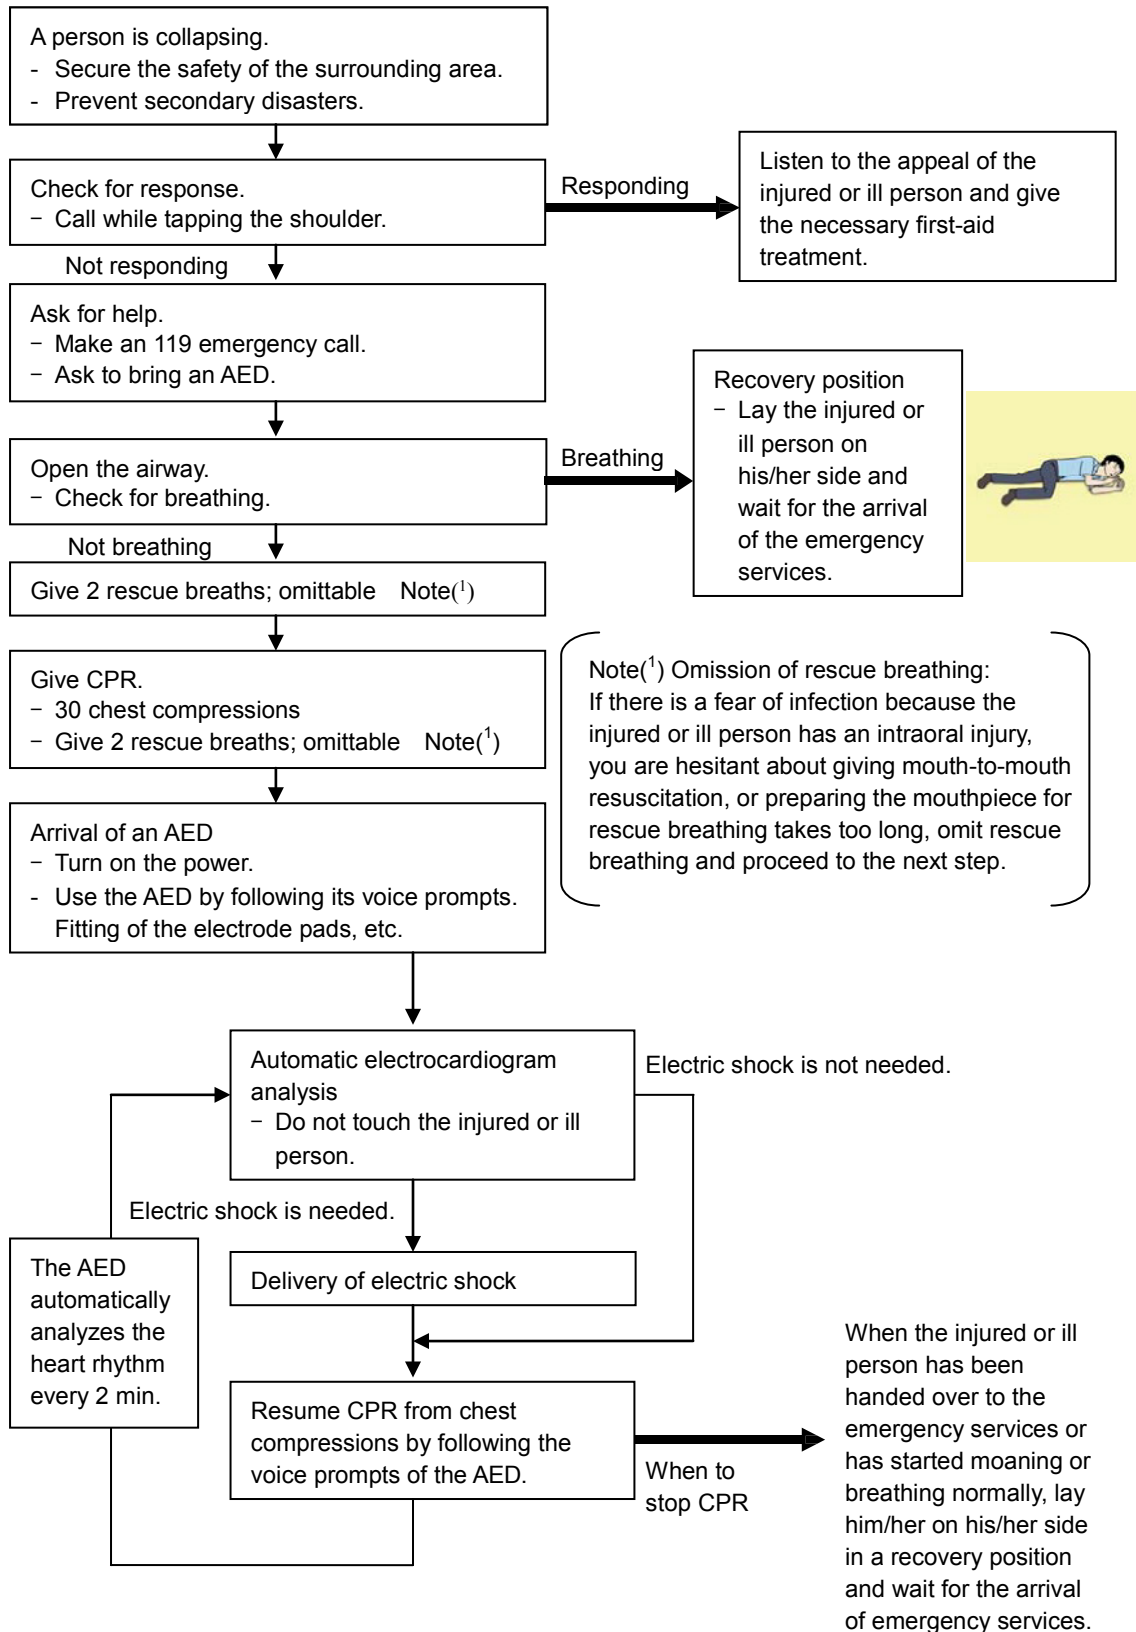 A person is collapsing.
- Secure the safety of the surrounding area.
- Prevent secondary disasters.
Check for response.
− Call while tapping the shoulder.
Responding
Listen to the appeal of the
injured or ill person and give
the necessary first-aid
treatment.
Not responding
Ask for help.
− Make an 119 emergency call.
− Ask to bring an AED.
Open the airway.
− Check for breathing.
Breathing
Recovery position
− Lay the injured or
ill person on
his/her side and
wait for the arrival
of the emergency
services.
Not breathing
Give 2 rescue breaths; omittable Note(1)
Give CPR.
− 30 chest compressions
− Give 2 rescue breaths; omittable Note(1)
Note(1) Omission of rescue breathing:
If there is a fear of infection because the
injured or ill person has an intraoral injury,
you are hesitant about giving mouth-to-mouth
resuscitation, or preparing the mouthpiece for
rescue breathing takes too long, omit rescue
breathing and proceed to the next step.
Arrival of an AED
− Turn on the power.
- Use the AED by following its voice prompts.
Fitting of the electrode pads, etc.
Automatic electrocardiogram
analysis
− Do not touch the injured or ill
person.
Electric shock is not needed.
Electric shock is needed.
Delivery of electric shock
The AED
automatically
analyzes the
heart rhythm
every 2 min.
Resume CPR from chest
compressions by following the
voice prompts of the AED.
When to
stop CPR
When the injured or ill
person has been
handed over to the
emergency services or
has started moaning or
breathing normally, lay
him/her on his/her side
in a recovery position
and wait for the arrival
of emergency services.